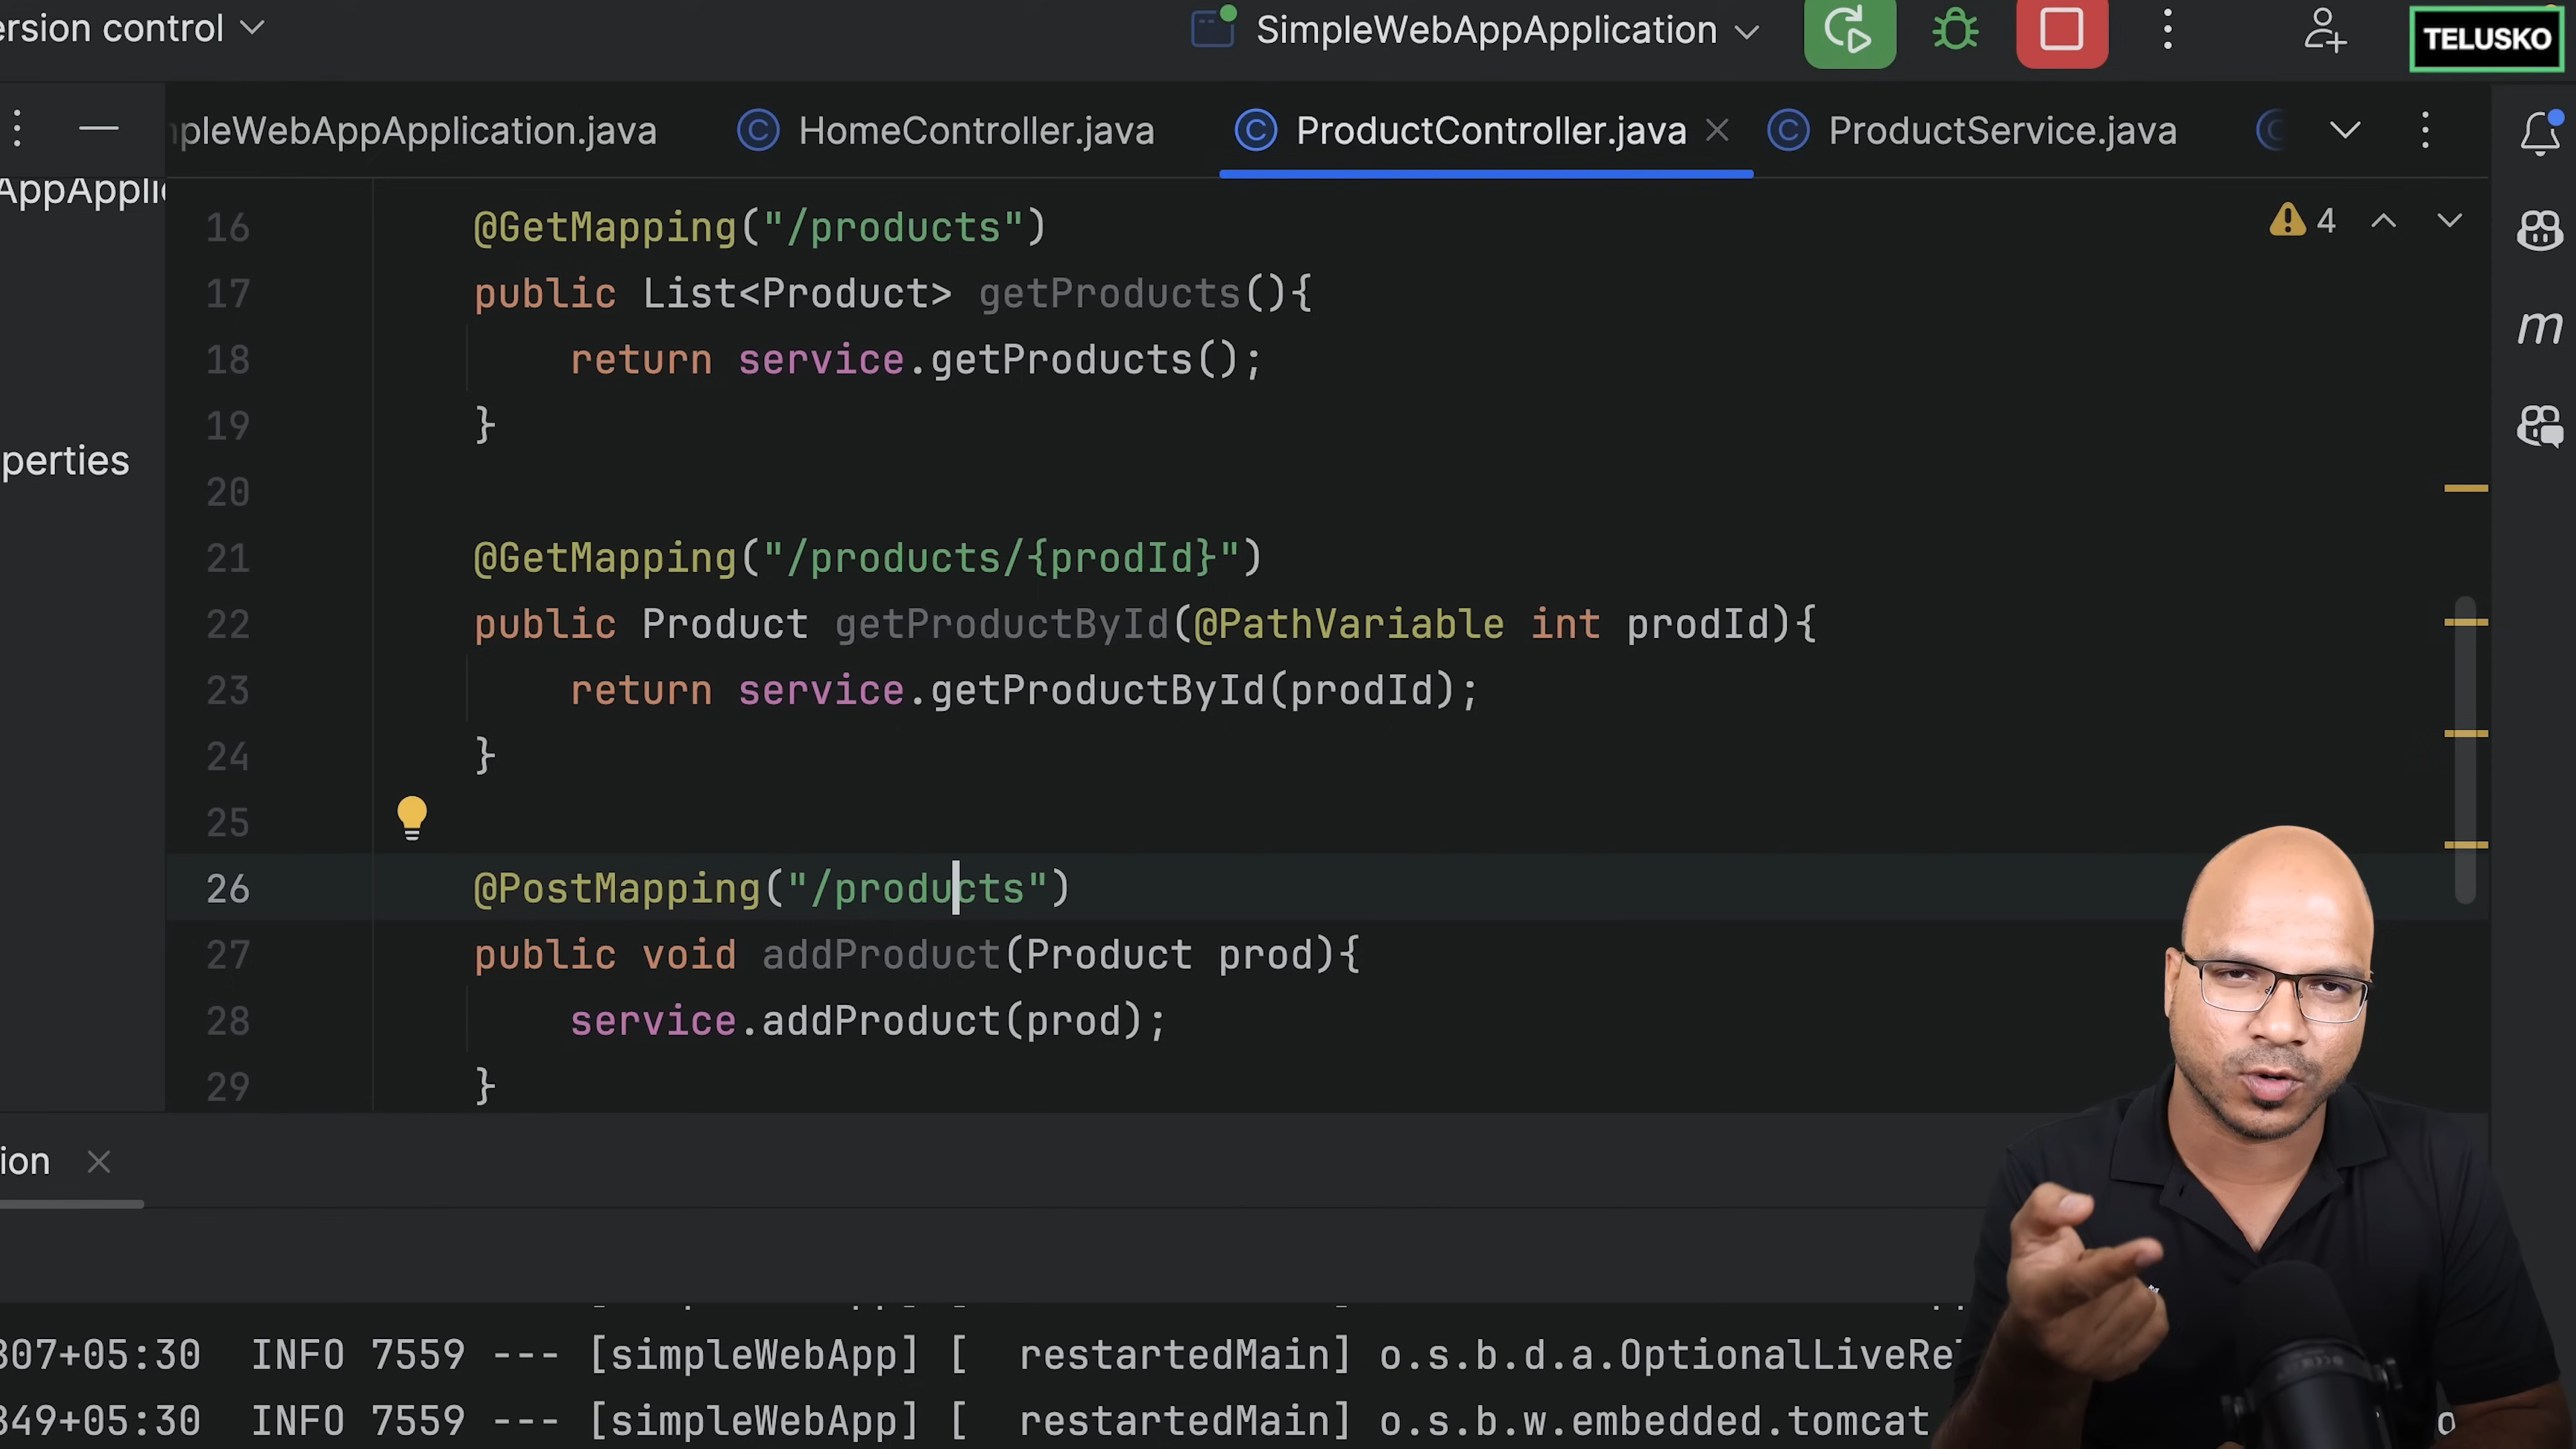 ersion control
SimpleWebAppApplication
TELUSKO
pleWebAppApplication.java
HomeController.java
ProductController.java
ProductService.java
AppAppli
perties
4
16 @GetMapping("/products")
17 public List<Product> getProducts(){
18 return service.getProducts();
19 }
20
21 @GetMapping("/products/{prodId}")
22 public Product getProductById(@PathVariable int prodId){
23 return service.getProductById(prodId);
24 }
25
26 @PostMapping("/products")
27 public void addProduct(Product prod){
28 service.addProduct(prod);
29 }
ion
307+05:30 INFO 7559 --- [simpleWebApp] [ restartedMain] o.s.b.d.a.OptionalLiveRe
349+05:30 INFO 7559 --- [simpleWebApp] [ restartedMain] o.s.b.w.embedded.tomcat